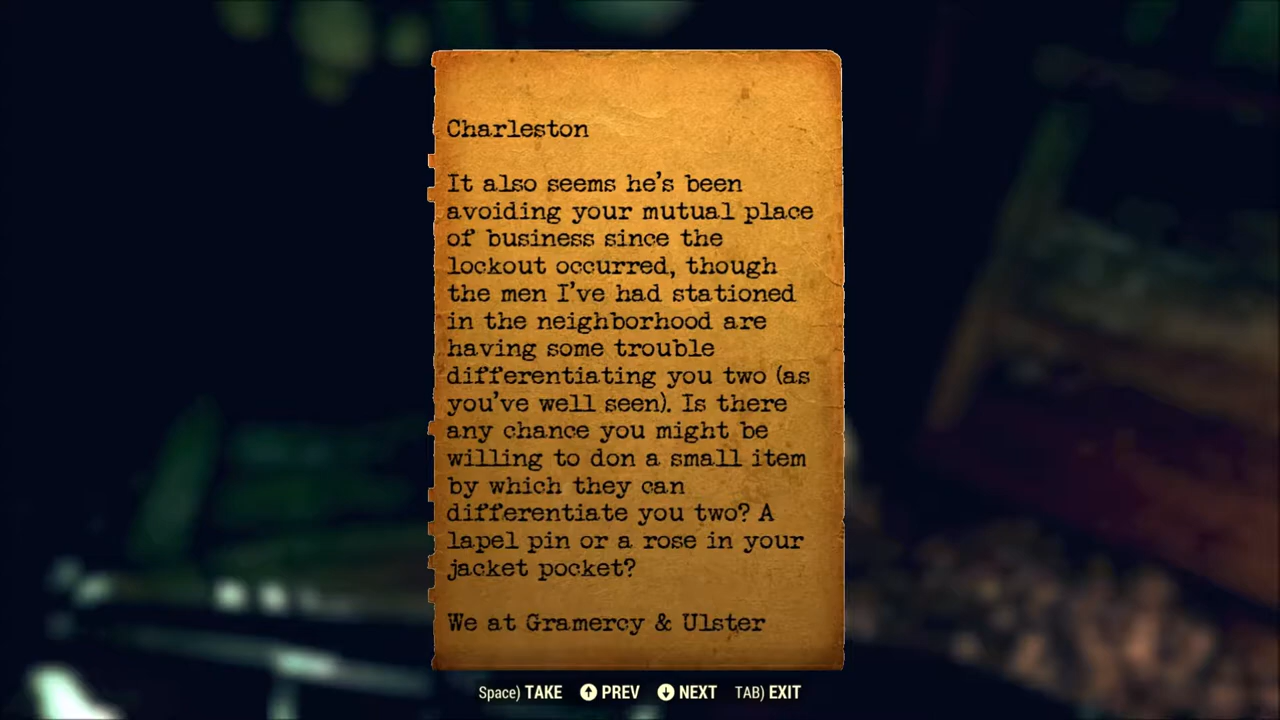 Charleston
It also seems he's been
avoiding your mutual place
of business since the
lockout occurred, though
the men I've had stationed
in the neighborhood are
having some trouble
differentiating you two (as
you've well seen). Is there
any chance you might be
willing to don a small item
by which they can
differentiate you two? A
lapel pin or a rose in your
jacket pocket?
We at Gramercy & Ulster
Space) TAKE PREV NEXT TAB) EXIT